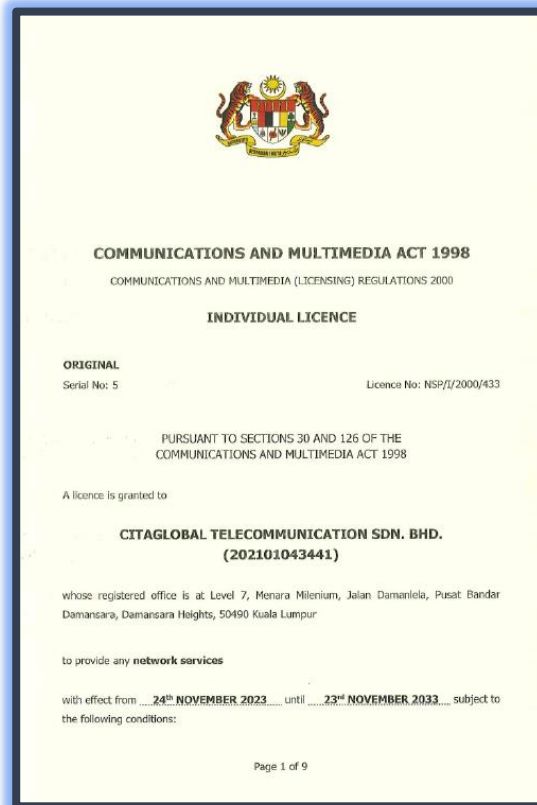 COMMUNICATIONS AND MULTIMEDIA ACT 1998
COMMUNICATIONS AND MULTIMEDIA (LICENSING) REGULATIONS 2000
INDIVIDUAL LICENCE
ORIGINAL
Serial No: 5 Licence No: NSP/I/2000/433
PURSUANT TO SECTIONS 30 AND 126 OF THE
COMMUNICATIONS AND MULTIMEDIA ACT 1998
A licence is granted to
CITAGLOBAL TELECOMMUNICATION SDN. BHD.
(202101043441)
whose registered office is at Level 7, Menara Milenium, Jalan Damanlela, Pusat Bandar
Damansara, Damansara Heights, 50490 Kuala Lumpur
to provide any network services
with effect from 24th NOVEMBER 2023 until 23rd NOVEMBER 2033 subject to
the following conditions:
Page 1 of 9